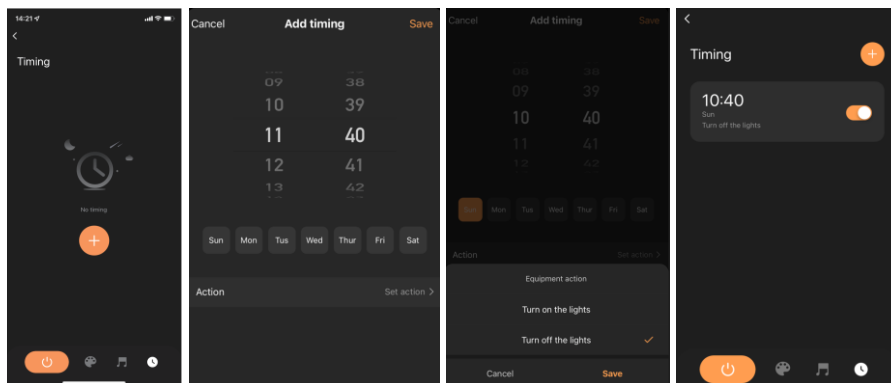 14:21
Timing
No timing
Cancel Add timing Save
09 38
10 39
11 40
12 41
13 42
Sun Mon Tus Wed Thur Fri Sat
Action Set action >
Cancel Add timing Save
09 38
09 39
10 40
11 41
12 42
Sun Mon Tus Wed Thur Fri Sat
Action Set action >
Equipment action
Turn on the lights
Turn off the lights
Cancel Save
Timing
10:40
Sun
Turn off the lights